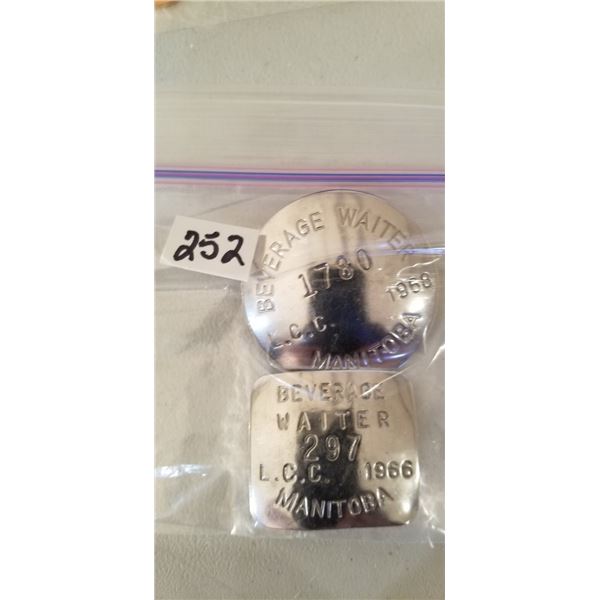 252
BEVERAGE WAITER
1780
L.C.C. 1958
MANITOBA
BEVERAGE
WAITER
297
L.C.C. 1966
MANITOBA